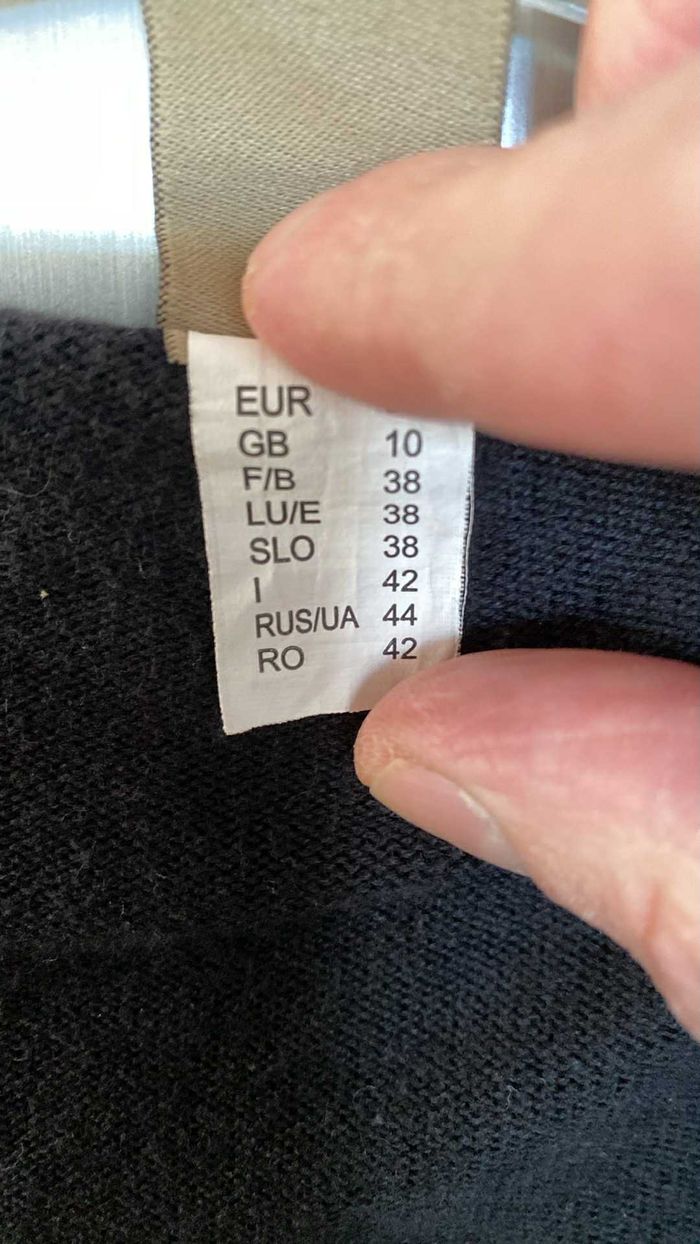 EUR
GB 10
F/B 38
LU/E 38
SLO 38
I 42
RUS/UA 44
RO 42